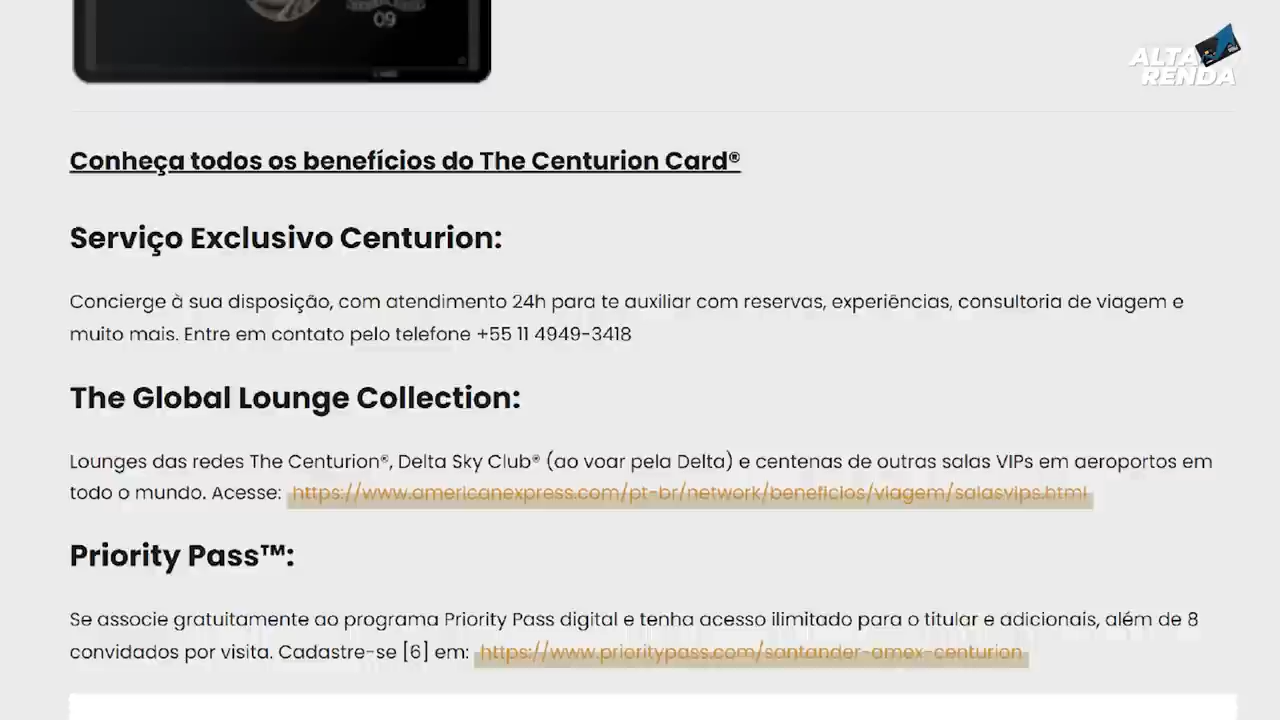 09
ALTA
RENDA
Conheça todos os benefícios do The Centurion Card®
Serviço Exclusivo Centurion:
Concierge à sua disposição, com atendimento 24h para te auxiliar com reservas, experiências, consultoria de viagem e
muito mais. Entre em contato pelo telefone +55 11 4949-3418
The Global Lounge Collection:
Lounges das redes The Centurion®, Delta Sky Club® (ao voar pela Delta) e centenas de outras salas VIPs em aeroportos em
todo o mundo. Acesse: https://www.americanexpress.com/pt-br/network/beneficios/viagem/salasvips.html
Priority Pass™:
Se associe gratuitamente ao programa Priority Pass digital e tenha acesso ilimitado para o titular e adicionais, além de 8
convidados por visita. Cadastre-se [6] em: https://www.prioritypass.com/santander-amex-centurion